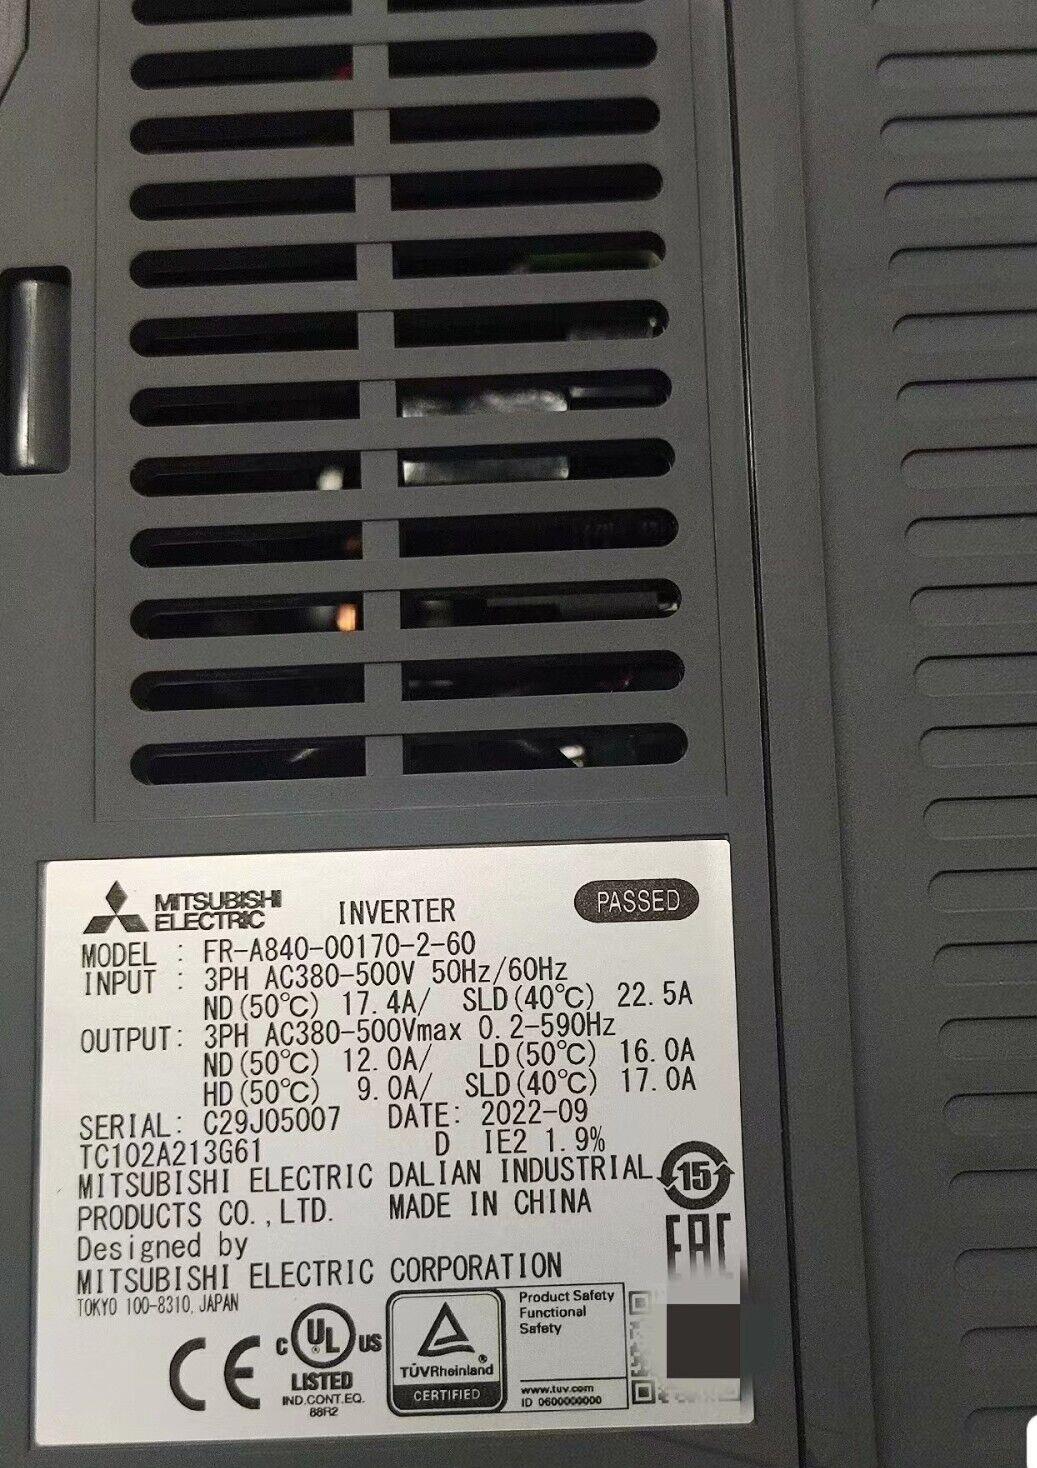 MITSUBISHI
ELECTRIC
INVERTER
PASSED
MODEL : FR-A840-00170-2-60
INPUT : 3PH AC380-500V 50Hz/60Hz
ND(50℃) 17.4A/ SLD(40℃) 22.5A
OUTPUT: 3PH AC380-500Vmax 0.2-590Hz
ND(50℃) 12.0A/ LD(50℃) 16.0A
HD(50℃) 9.0A/ SLD(40℃) 17.0A
SERIAL: C29J05007 DATE: 2022-09
TC102A213G61 D IE2 1.9%
MITSUBISHI ELECTRIC DALIAN INDUSTRIAL
PRODUCTS CO.,LTD. MADE IN CHINA
15
EAC
Designed by
MITSUBISHI ELECTRIC CORPORATION
TOKYO 100-8310, JAPAN
CE
C UL ® US
LISTED
IND.CONT.EQ.
88R2
TÜVRheinland®
CERTIFIED
Product Safety
Functional
Safety
www.tuv.com
ID 0600000000